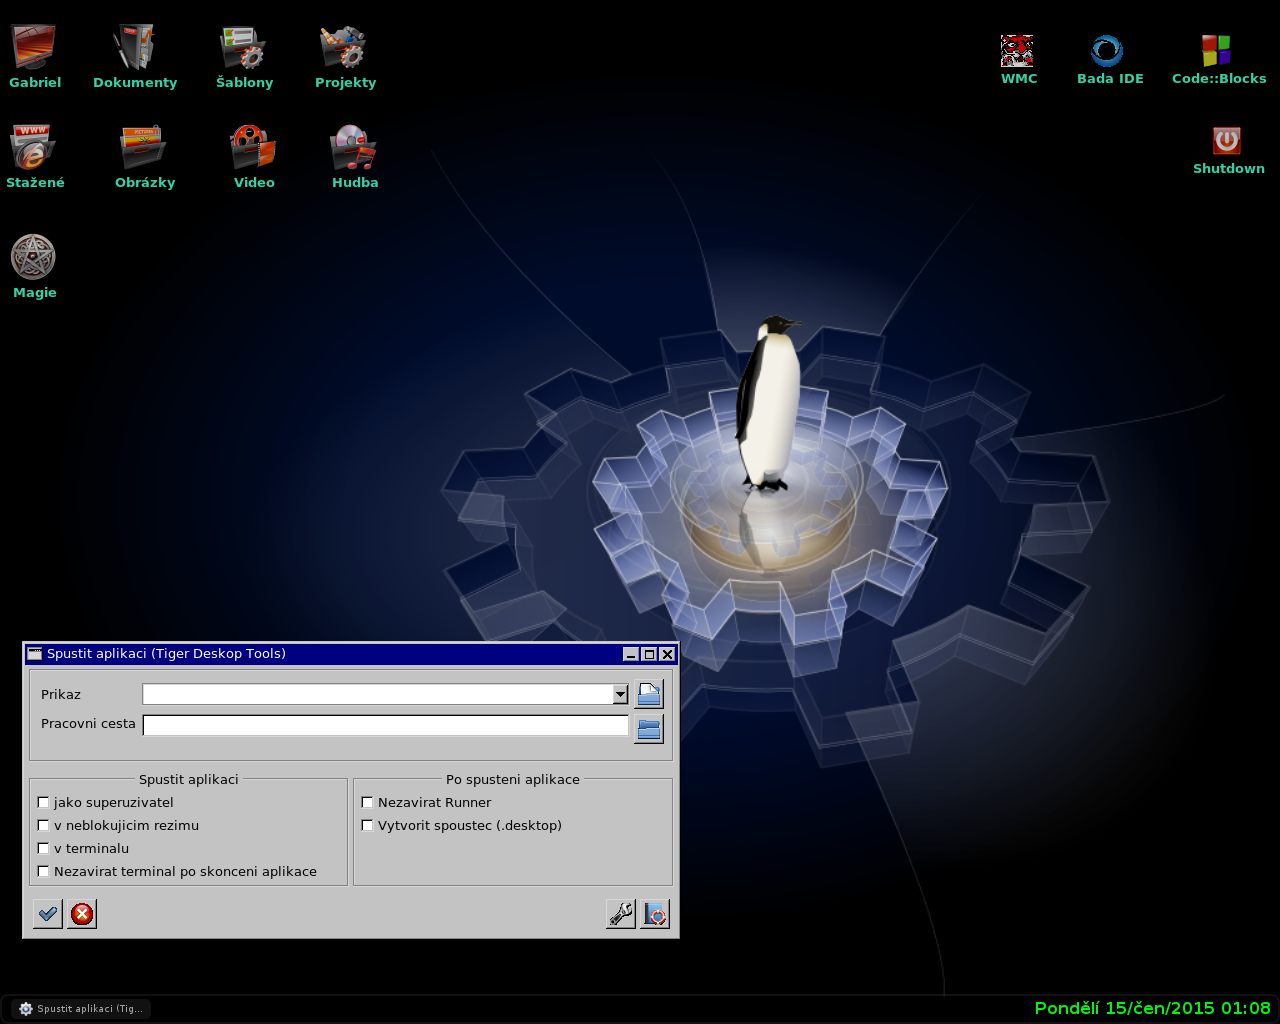 Gabriel
Dokumenty
Šablony
Projekty
WMC
Bada IDE
Code::Blocks
WWW
PICTURES
Stažené
Obrázky
Video
Hudba
Shutdown
Magie
Spustit aplikaci (Tiger Deskop Tools)
Prikaz
Pracovni cesta
Spustit aplikaci
Po spusteni aplikace
jako superuzivatel
Nezavirat Runner
v neblokujicim rezimu
Vytvorit spoustec (.desktop)
v terminalu
Nezavirat terminal po skonceni aplikace
Spustit aplikaci (Tig...
Pondělí 15/čen/2015 01:08